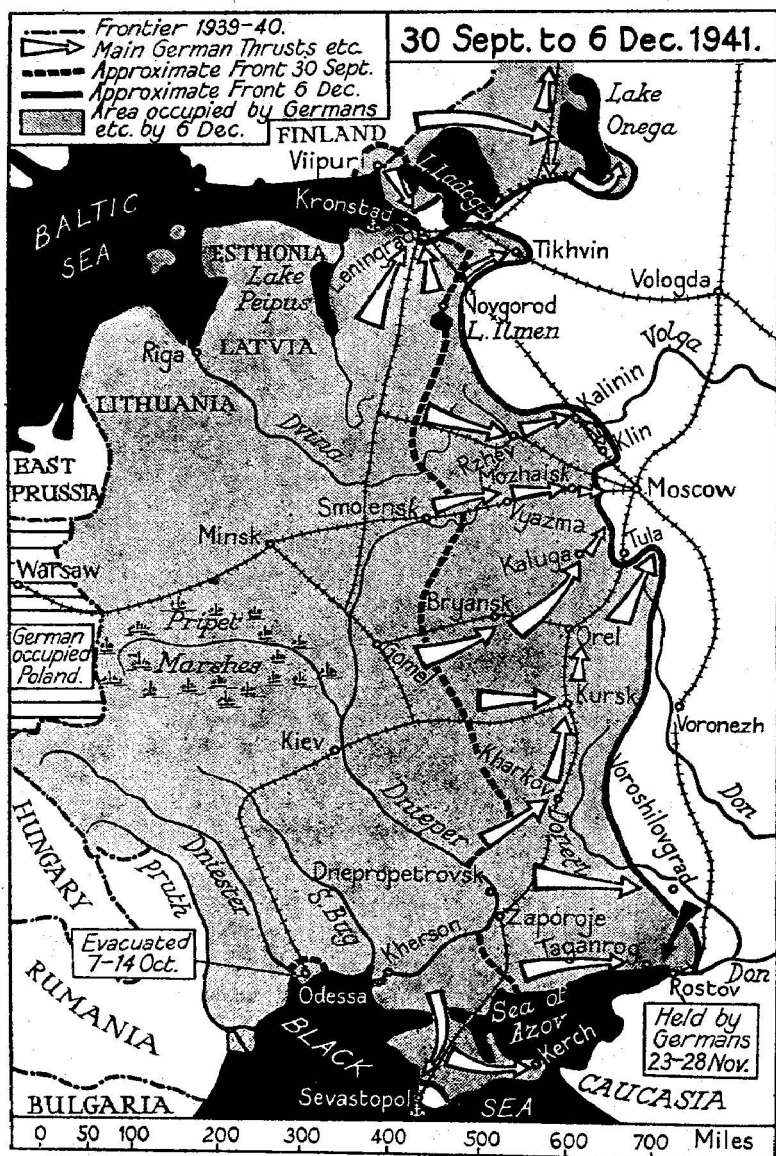 Frontier 1939-40.
Main German Thrusts etc.
Approximate Front 30 Sept.
Approximate Front 6 Dec.
Area occupied by Germans
etc. by 6 Dec.
30 Sept. to 6 Dec. 1941.
Lake
Onega
FINLAND
Viipuri
L. Ladoga
Kronstad
BALTIC
SEA
ESTHONIA
Leningrad
Tikhvin
Lake
Peipus
Vologda
Novgorod
L. Ilmen
Volga
Riga
LATVIA
Kalinin
LITHUANIA
Klin
Dvina
Rzhev
EAST
PRUSSIA
Mozhaisk
Moscow
Smolensk
Vyazma
Minsk
Tula
Warsaw
Kaluga
Bryansk
Pripet
Marshes
Orel
German
occupied
Poland.
Gomel
Kursk
Voronezh
Kiev
Kharkov
Voroshilovgrad
Don
HUNGARY
Dnieper
Donetz
Dniester
Pruth
S. Bug
Dnepropetrovsk
Zaporoje
Kherson
Taganrog
Evacuated
7-14 Oct.
Don
Rostov
Odessa
RUMANIA
Sea of
Azov
Held by
Germans
23-28 Nov.
BLACK
Kerch
Sevastopol
SEA
CAUCASIA
BULGARIA
0 50 100 200 300 400 500 600 700 Miles